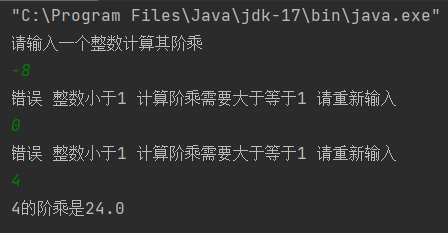 "C:\Program Files\Java\jdk-17\bin\java.exe"
请输入一个整数计算其阶乘
-8
错误 整数小于1 计算阶乘需要大于等于1 请重新输入
0
错误 整数小于1 计算阶乘需要大于等于1 请重新输入
4
4的阶乘是24.0